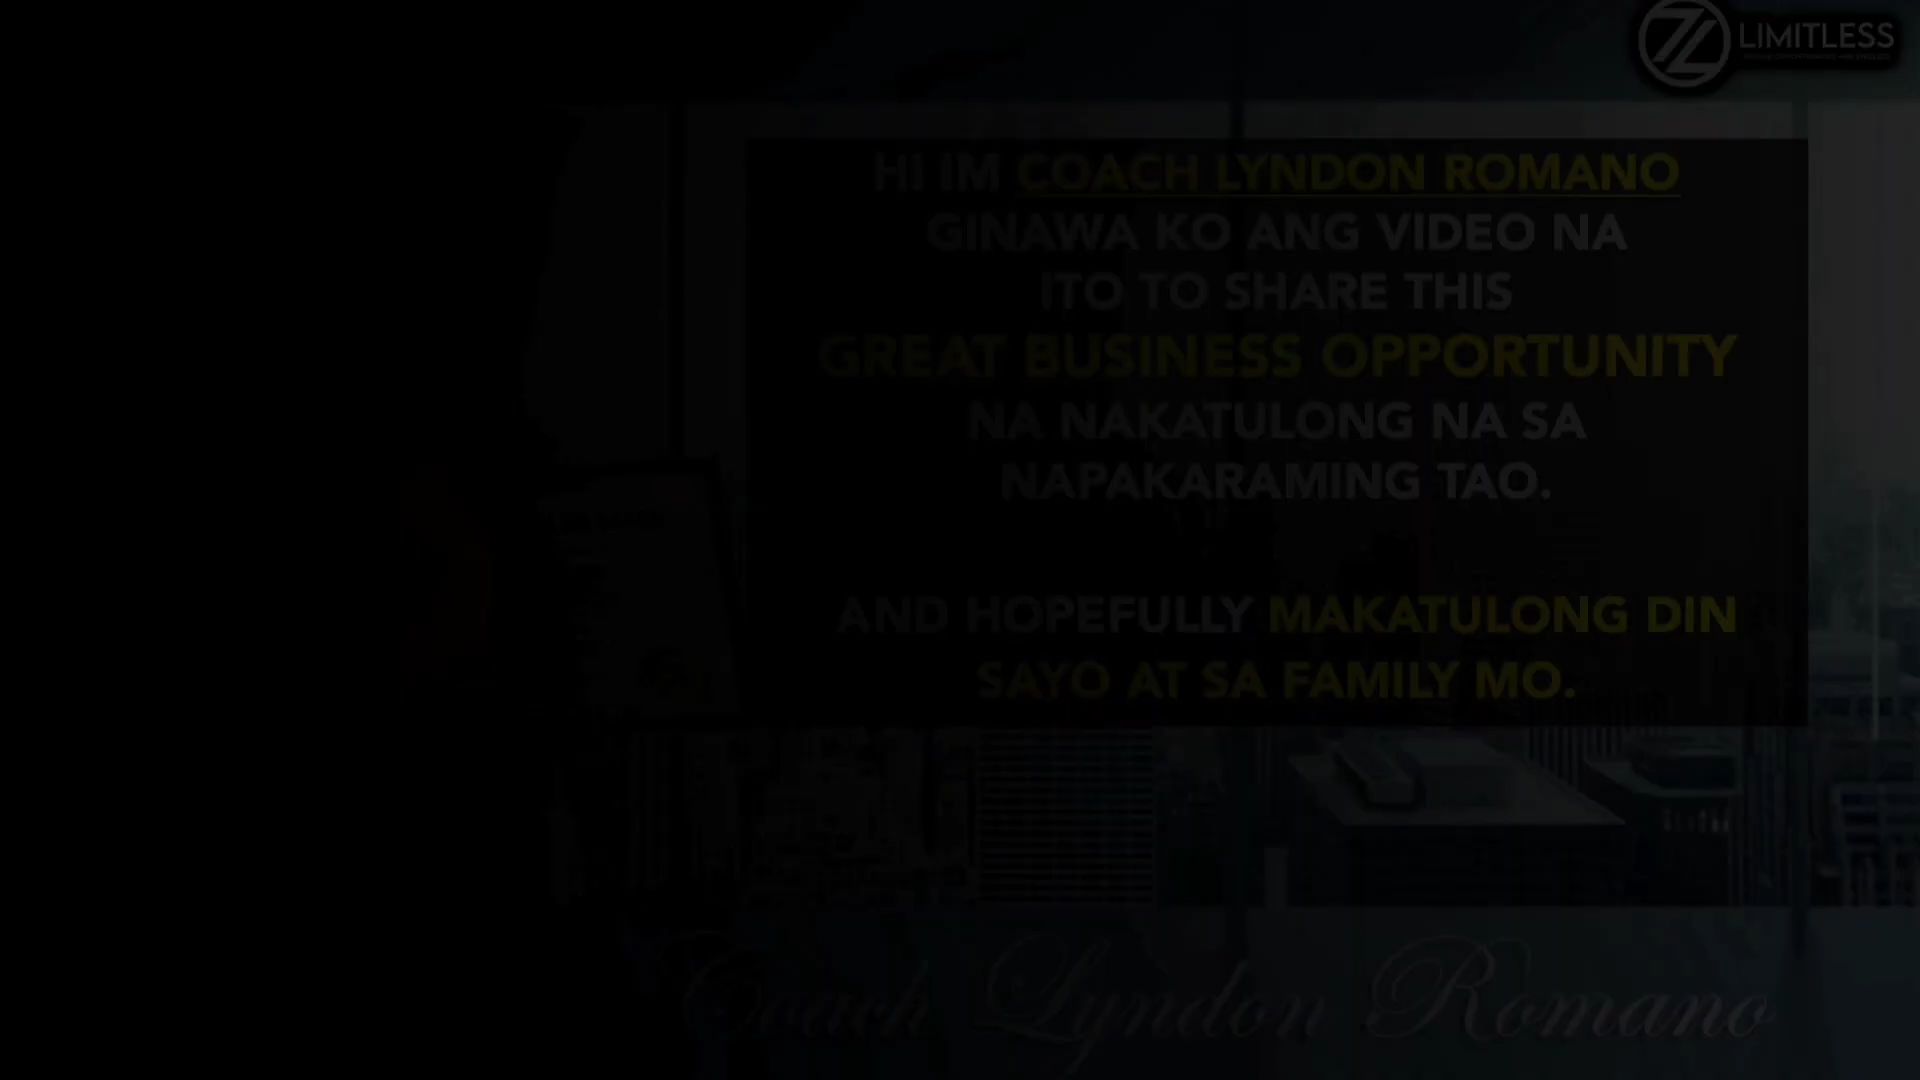 LIMITLESS
HI IM COACH LYNDON ROMANO
GINAWA KO ANG VIDEO NA
ITO TO SHARE THIS
GREAT BUSINESS OPPORTUNITY
NA NAKATULONG NA SA
NAPAKARAMING TAO.
AND HOPEFULLY MAKATULONG DIN
SAYO AT SA FAMILY MO.
Coach Lyndon Romano